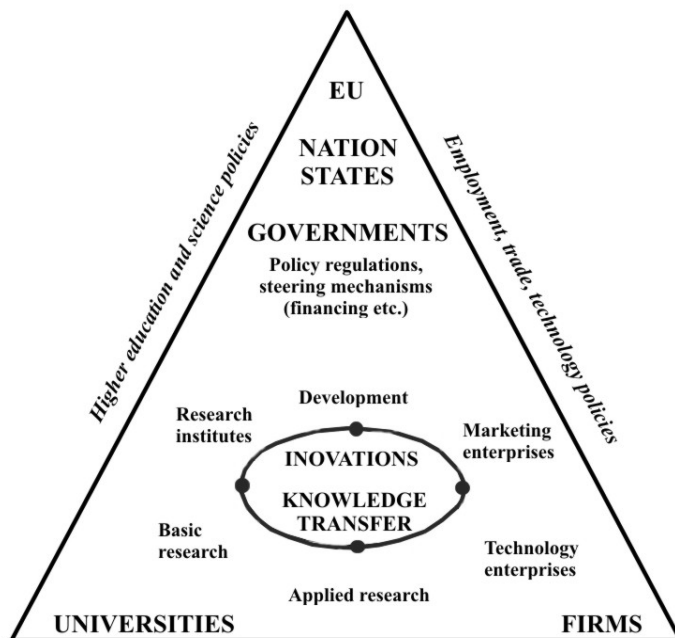 EU
NATION
STATES
GOVERNMENTS
Policy regulations,
steering mechanisms
(financing etc.)
Higher education and science policies
Employment, trade, technology policies
Development
Research
institutes
Marketing
enterprises
INOVATIONS
KNOWLEDGE
TRANSFER
Basic
research
Technology
enterprises
Applied research
UNIVERSITIES
FIRMS